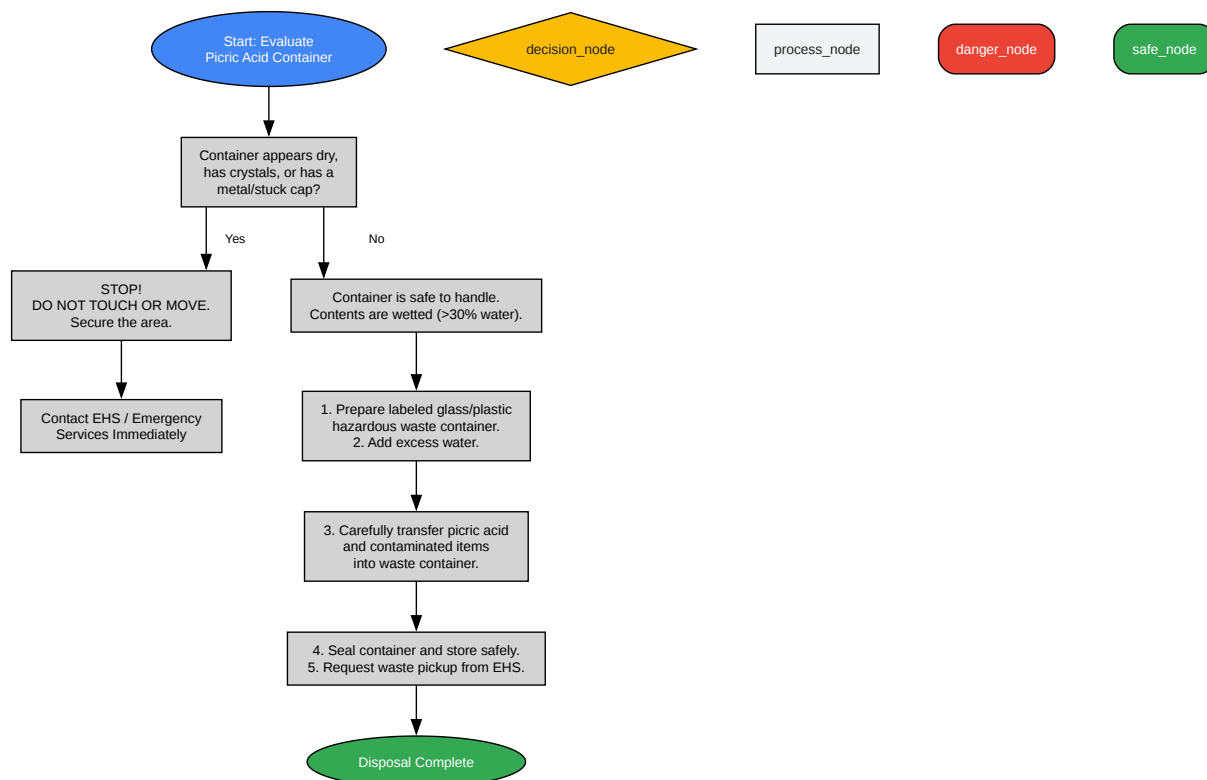 Start: Evaluate
Picric Acid Container
decision_node
process_node
danger_node
safe_node
Container appears dry,
has crystals, or has a
metal/stuck cap?
Yes
No
STOP!
DO NOT TOUCH OR MOVE.
Secure the area.
Container is safe to handle.
Contents are wetted (>30% water).
Contact EHS / Emergency
Services Immediately
1. Prepare labeled glass/plastic
hazardous waste container.
2. Add excess water.
3. Carefully transfer picric acid
and contaminated items
into waste container.
4. Seal container and store safely.
5. Request waste pickup from EHS.
Disposal Complete